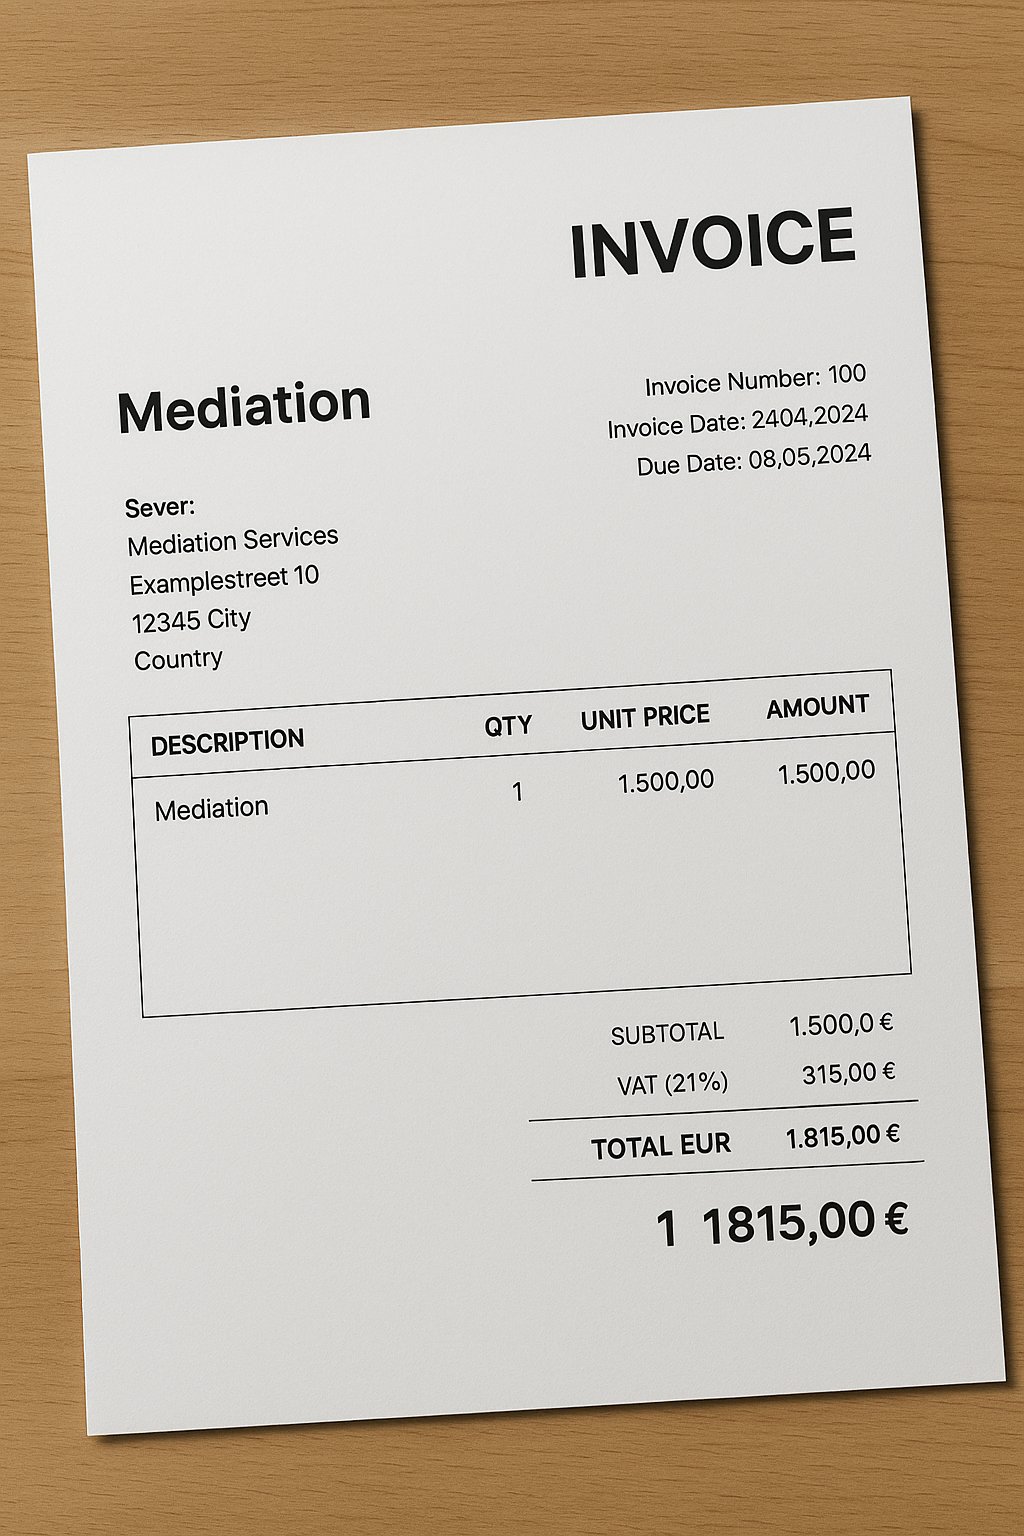 INVOICE
Mediation
Invoice Number: 100
Invoice Date: 2404,2024
Due Date: 08,05,2024
Sever:
Mediation Services
Examplestreet 10
12345 City
Country
DESCRIPTION QTY UNIT PRICE AMOUNT
Mediation 1 1.500,00 1.500,00
SUBTOTAL 1.500,0 €
VAT (21%) 315,00 €
TOTAL EUR 1.815,00 €
1 1815,00 €